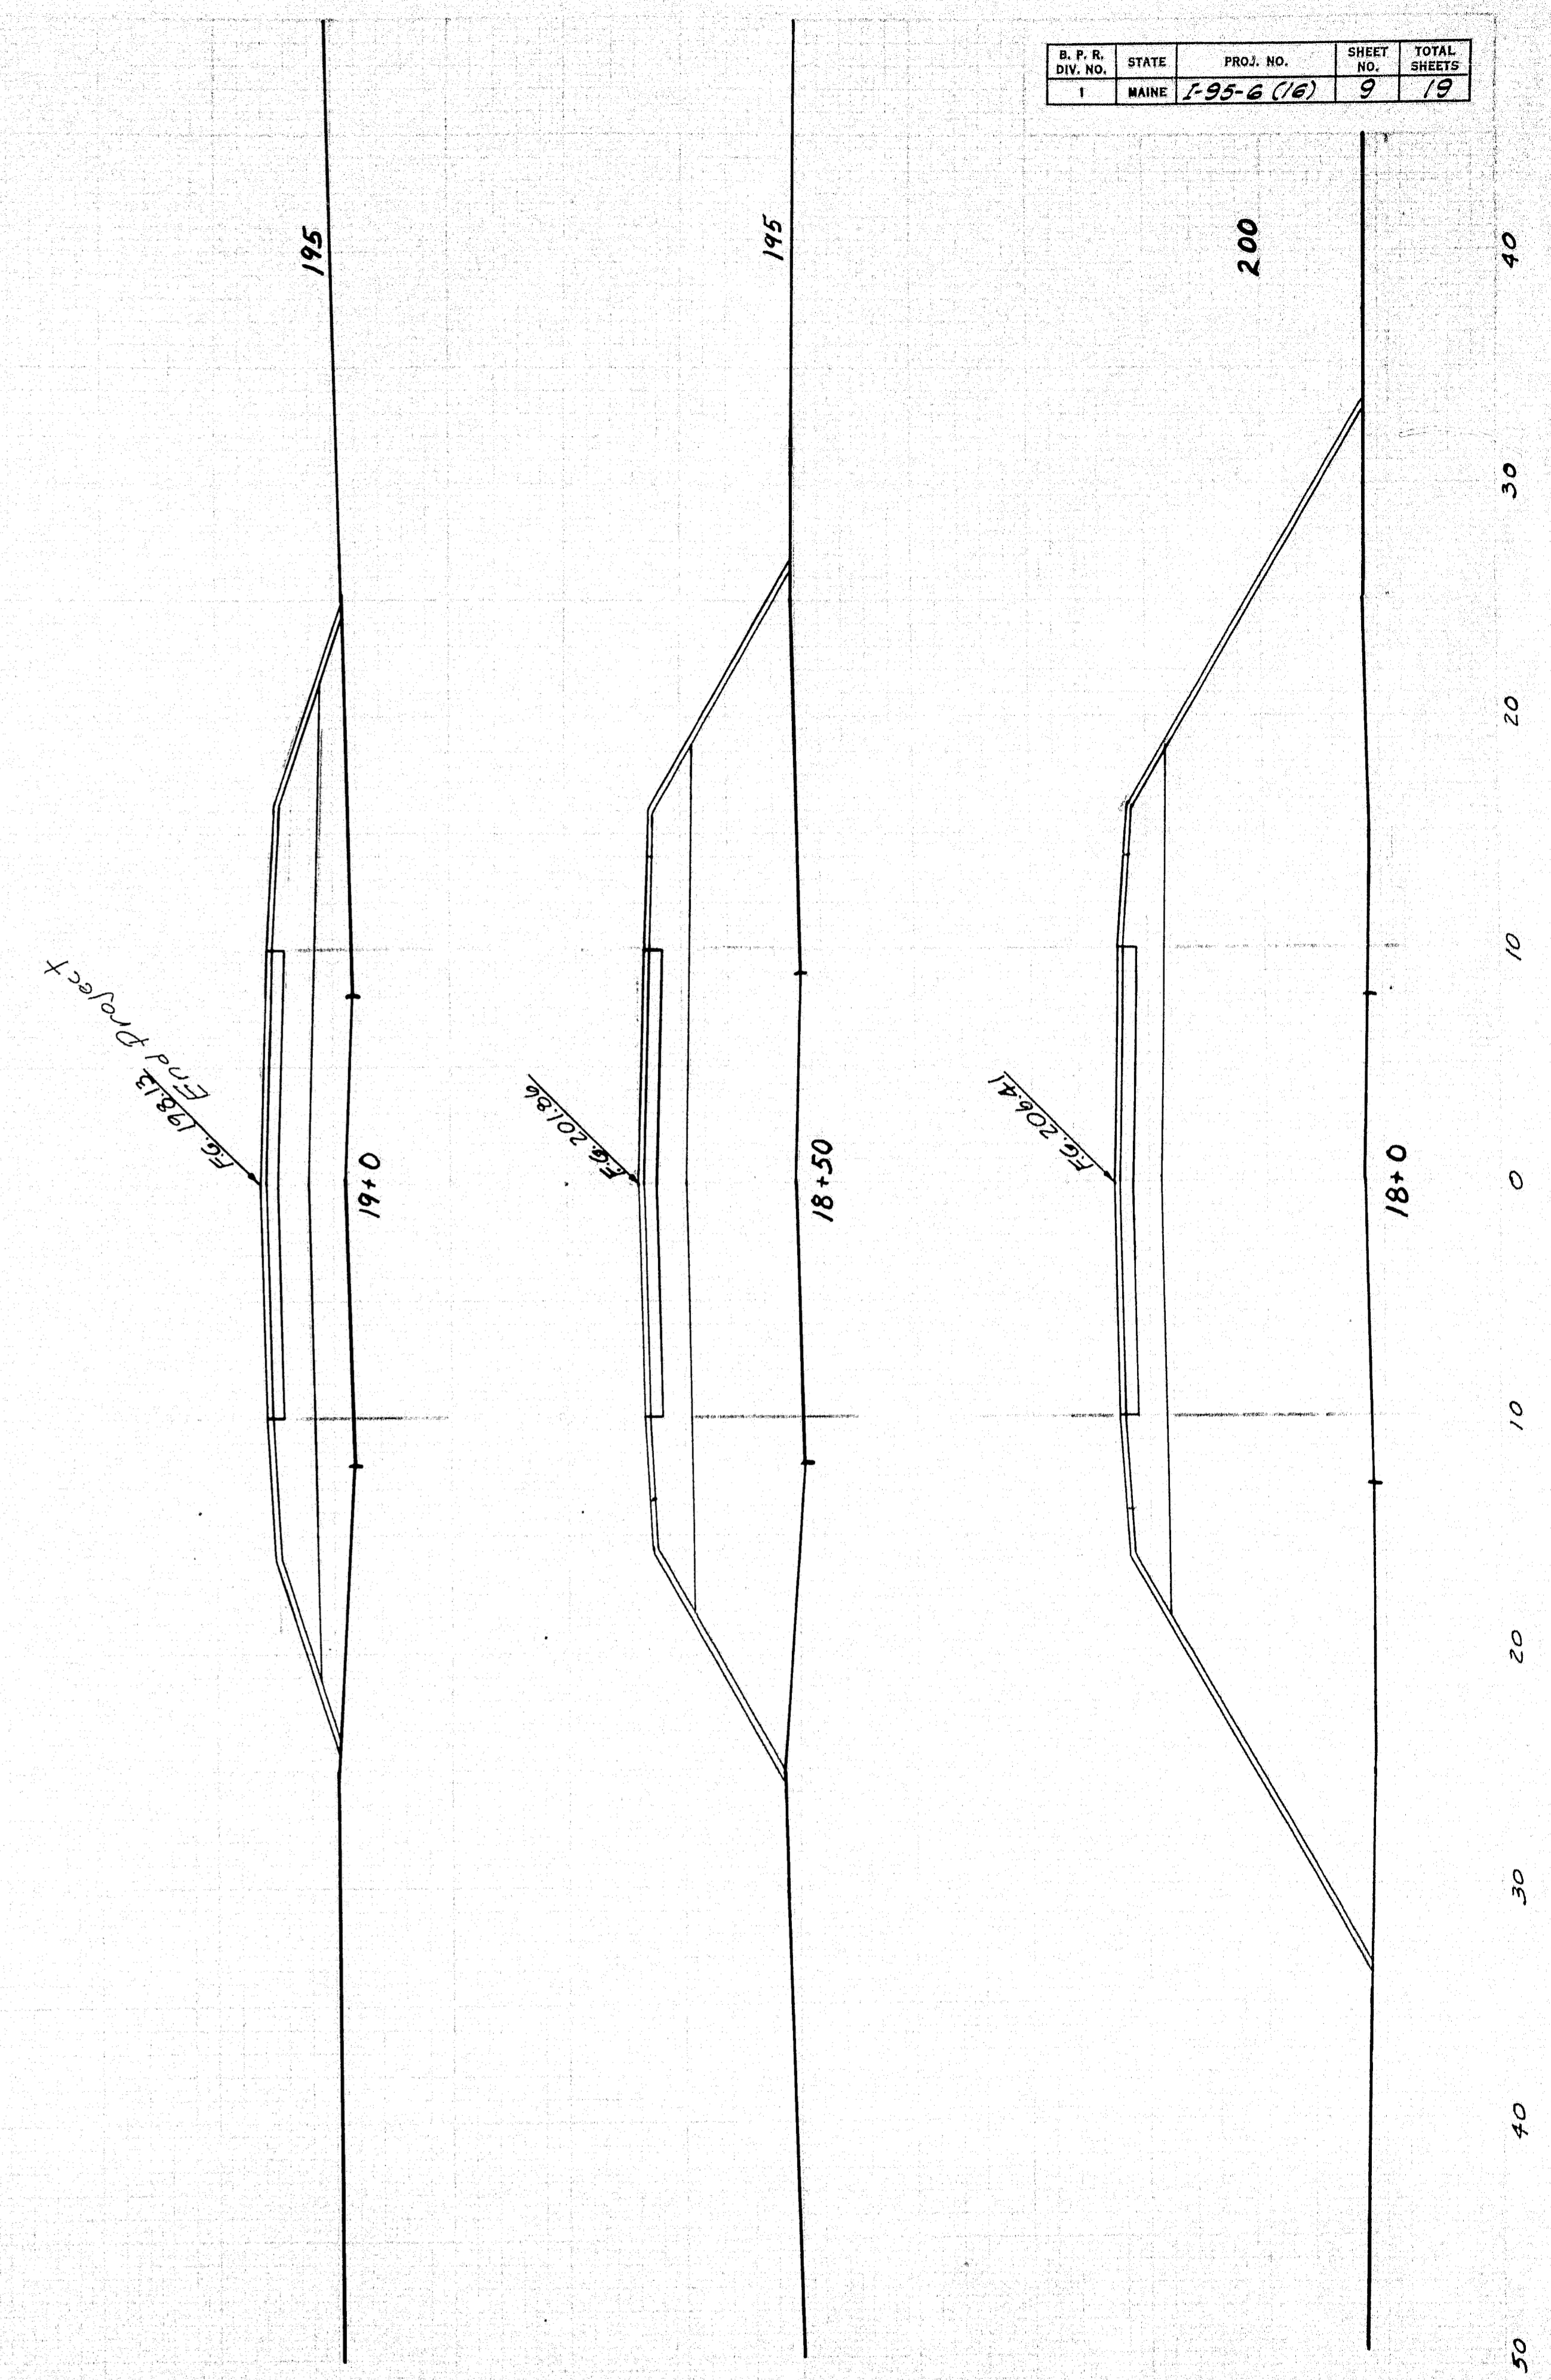 B. P. R. DIV. NO. STATE PROJ. NO. SHEET NO. TOTAL SHEETS
1 MAINE I-95-6 (16) 9 19
195
195
200
End Project
F.G. 198.13
19+0
F.G. 201.86
18+50
F.G. 206.41
18+0
40
30
20
10
0
10
20
30
40
50